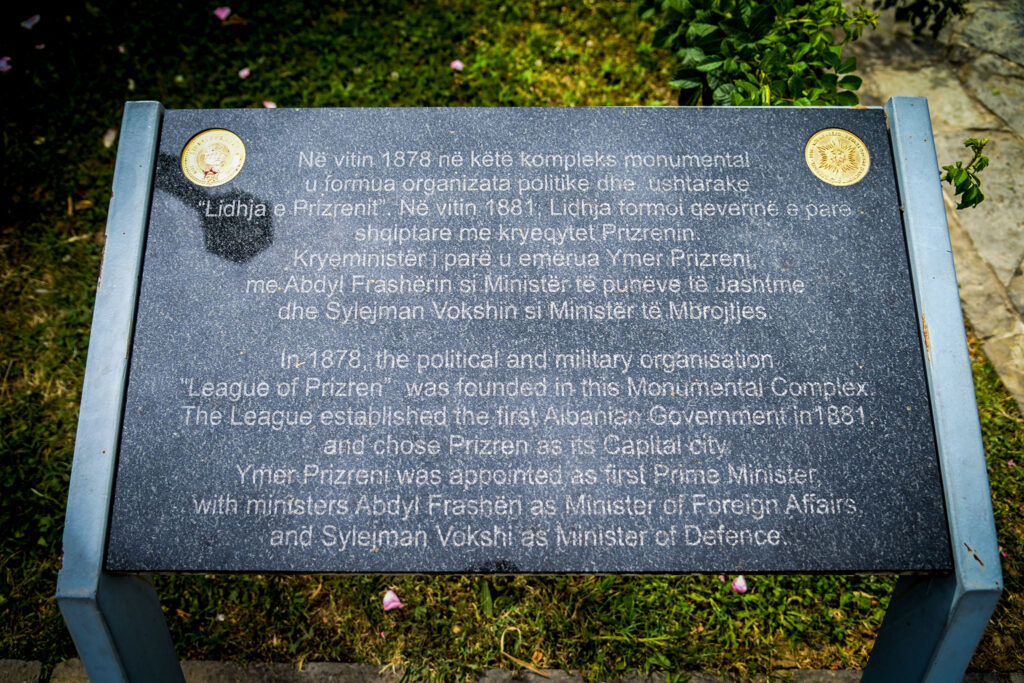 Në vitin 1878 në këtë kompleks monumental
u formua organizata politike dhe ushtarake
“Lidhja e Prizrenit”. Në vitin 1881, Lidhja formoi qeverinë e parë
shqiptare me kryeqytet Prizrenin.
Kryeministër i parë u emërua Ymer Prizreni,
me Abdyl Frashërin si Ministër të punëve të Jashtme
dhe Sylejman Vokshin si Ministër të Mbrojtjes.
In 1878, the political and military organisation
"League of Prizren" was founded in this Monumental Complex.
The League established the first Albanian Government in1881,
and chose Prizren as its Capital city.
Ymer Prizreni was appointed as first Prime Minister,
with ministers Abdyl Frashëri as Minister of Foreign Affairs,
and Sylejman Vokshi as Minister of Defence.